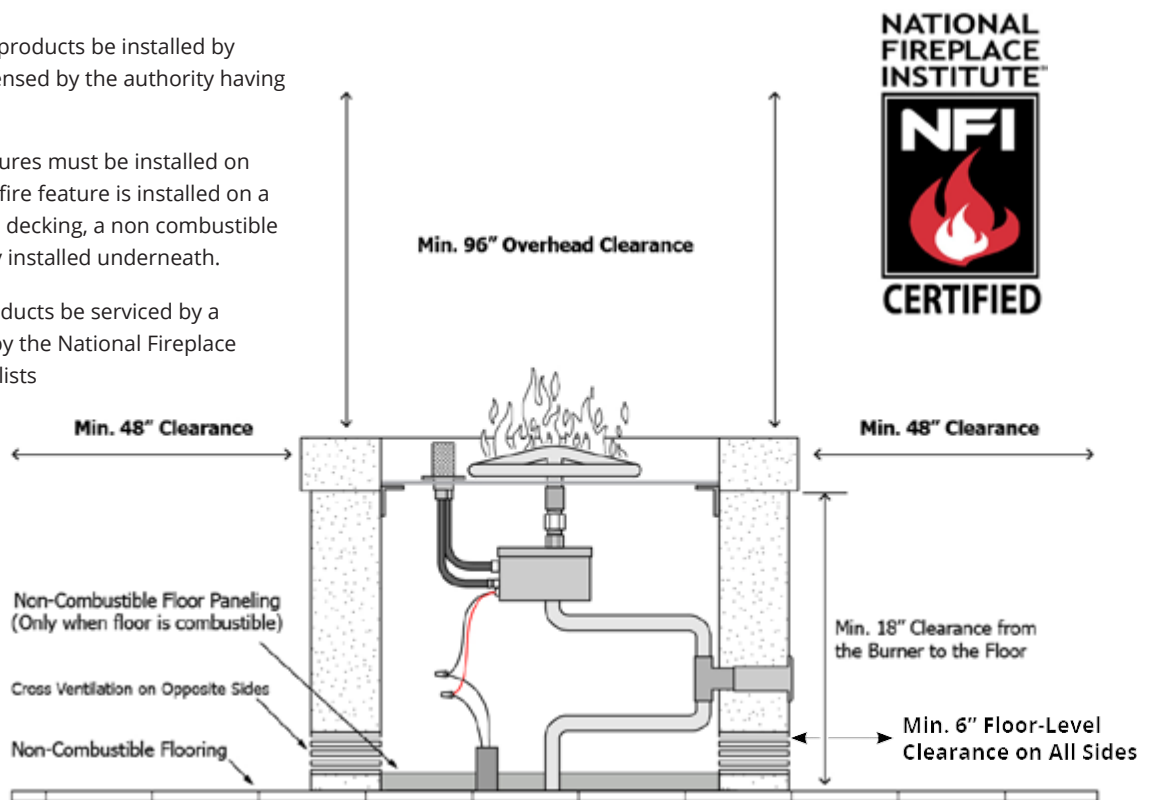 products be installed by
ensed by the authority having
ures must be installed on
fire feature is installed on a
decking, a non combustible
installed underneath.
ducts be serviced by a
by the National Fireplace
lists
NATIONAL
FIREPLACE
INSTITUTE
NFI
CERTIFIED
Min. 96” Overhead Clearance
Min. 48” Clearance
Min. 48” Clearance
Non-Combustible Floor Paneling
(Only when floor is combustible)
Cross Ventilation on Opposite Sides
Non-Combustible Flooring
Min. 18” Clearance from
the Burner to the Floor
Min. 6” Floor-Level
Clearance on All Sides